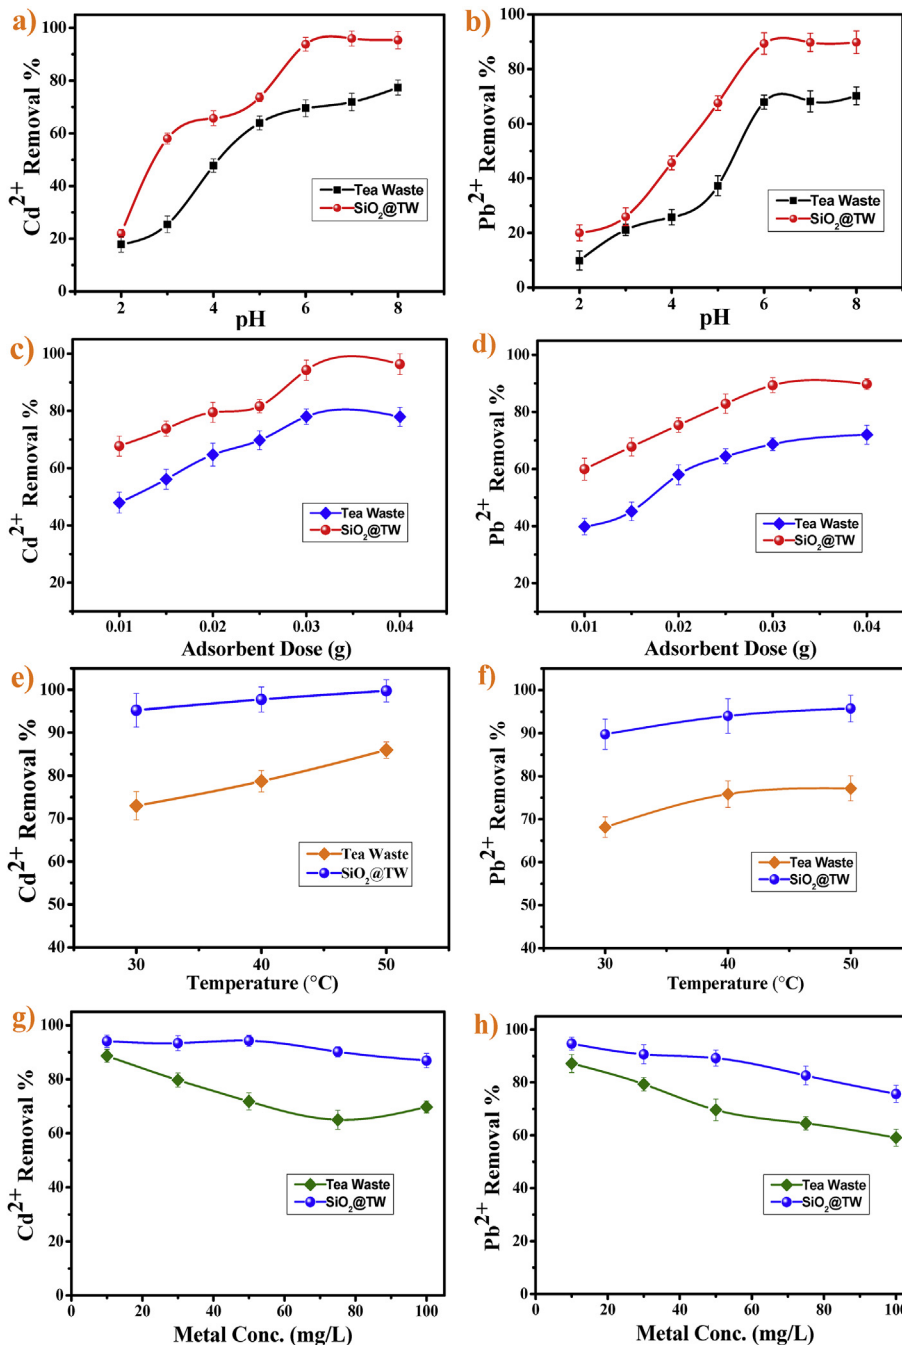 a)
Cd2+ Removal %
100
80
60
40
20
0
Tea Waste
SiO2@TW
2 4 6 8
pH
b)
Pb2+ Removal %
100
80
60
40
20
0
Tea Waste
SiO2@TW
2 3 4 5 6 7 8
pH
c)
Cd2+ Removal %
100
80
60
40
20
Tea Waste
SiO2@TW
0.01 0.02 0.03 0.04
Adsorbent Dose (g)
d)
Pb2+ Removal %
100
80
60
40
20
Tea Waste
SiO2@TW
0.01 0.02 0.03 0.04
Adsorbent Dose (g)
e)
Cd2+ Removal %
100
90
80
70
60
50
40
Tea Waste
SiO2@TW
30 40 50
Temperature (°C)
f)
Pb2+ Removal %
100
90
80
70
60
50
40
Tea Waste
SiO2@TW
30 40 50
Temperature (°C)
g)
Cd2+ Removal %
100
80
60
40
20
0
Tea Waste
SiO2@TW
0 20 40 60 80 100
Metal Conc. (mg/L)
h)
Pb2+ Removal %
100
80
60
40
20
0
Tea Waste
SiO2@TW
0 20 40 60 80 100
Metal Conc. (mg/L)